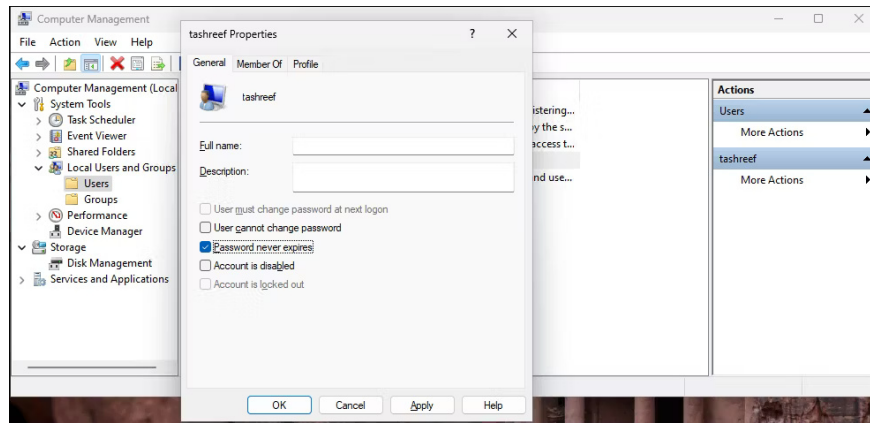 Computer Management
File Action View Help
Computer Management (Local
System Tools
Task Scheduler
Event Viewer
Shared Folders
Local Users and Groups
Users
Groups
Performance
Device Manager
Storage
Disk Management
Services and Applications
tashreef Properties
? 
General Member Of Profile
tashreef
Full name:
Description:
User must change password at next logon
User cannot change password
Password never expires
Account is disabled
Account is locked out
OK Cancel Apply Help
istering...
by the s...
access t...
nd use...
Actions
Users
More Actions
tashreef
More Actions